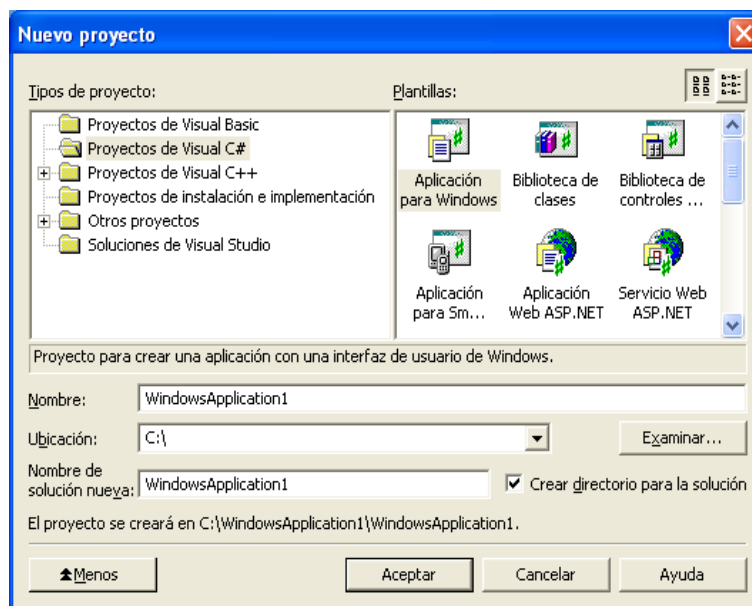 Nuevo proyecto
Tipos de proyecto:
Plantillas:
Proyectos de Visual Basic
Proyectos de Visual C#
Proyectos de Visual C++
Proyectos de instalación e implementación
Otros proyectos
Soluciones de Visual Studio
Aplicación
para Windows
Biblioteca de
clases
Biblioteca de
controles ...
Aplicación
para Sm...
Aplicación
Web ASP.NET
Servicio Web
ASP.NET
Proyecto para crear una aplicación con una interfaz de usuario de Windows.
Nombre:
WindowsApplication1
Ubicación:
C:\
Examinar...
Nombre de
solución nueva:
WindowsApplication1
Crear directorio para la solución
El proyecto se creará en C:\WindowsApplication1\WindowsApplication1.
Menos
Aceptar
Cancelar
Ayuda